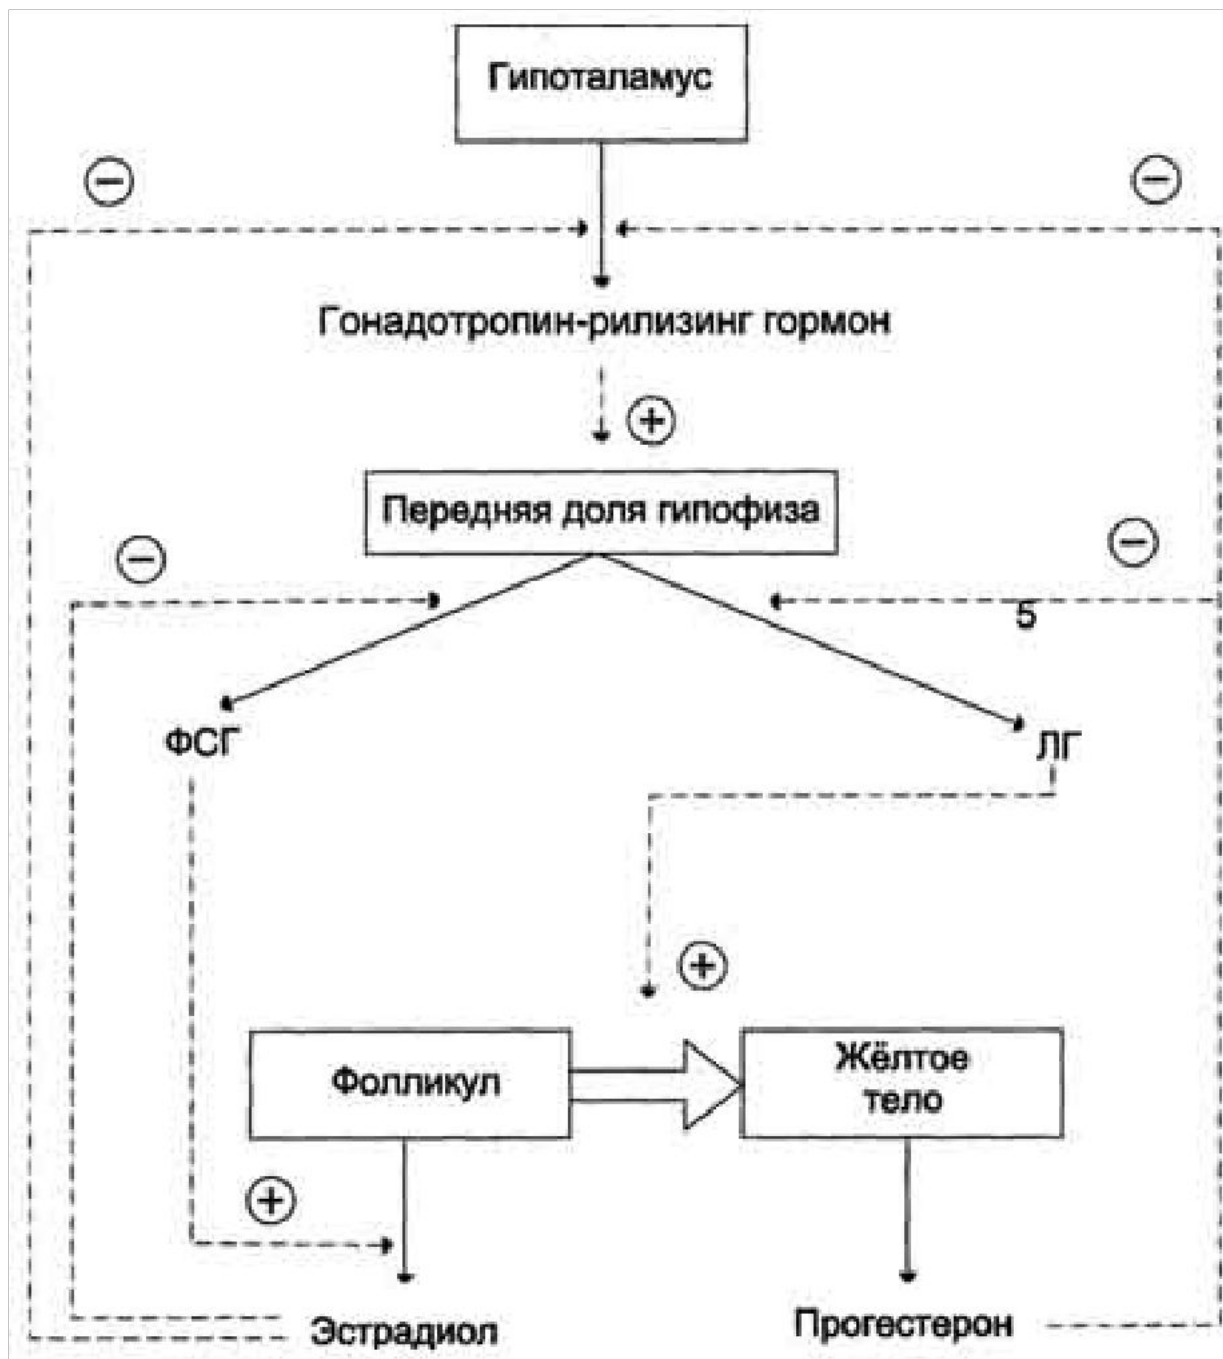 Гипоталамус
−
−
Гонадотропин-рилизинг гормон
+
Передняя доля гипофиза
−
−
5
ФСГ
ЛГ
+
Фолликул
Жёлтое
тело
+
Эстрадиол
Прогестерон